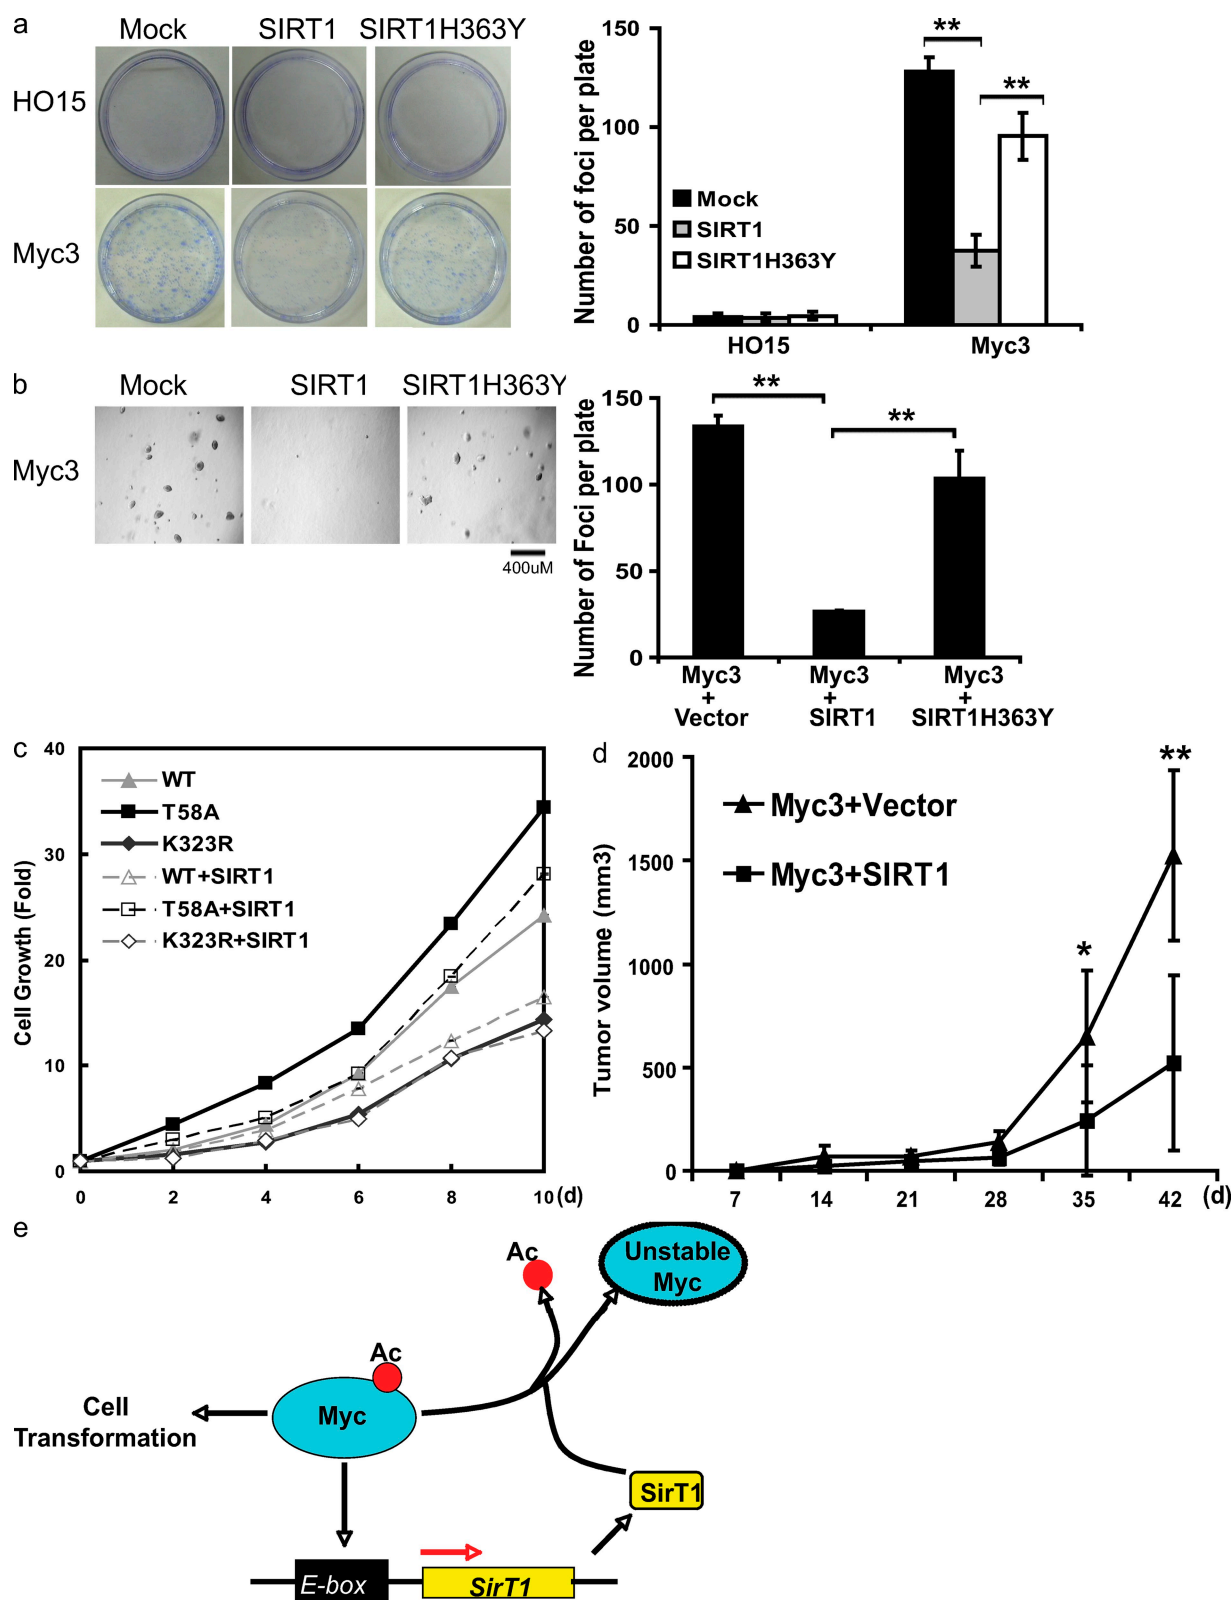 a
Mock SIRT1 SIRT1H363Y
HO15
Myc3
Number of foci per plate
150
100
50
0
**
**
Mock
SIRT1
SIRT1H363Y
HO15 Myc3
b
Mock SIRT1 SIRT1H363Y
Myc3
400uM
Number of Foci per plate
150
100
50
0
**
**
Myc3 Myc3 Myc3
+ + +
Vector SIRT1 SIRT1H363Y
c
Cell Growth (Fold)
40
30
20
10
0
WT
T58A
K323R
WT+SIRT1
T58A+SIRT1
K323R+SIRT1
0 2 4 6 8 10 (d)
d
Tumor volume (mm3)
2000
1500
1000
500
0
Myc3+Vector
Myc3+SIRT1
*
**
7 14 21 28 35 42 (d)
e
Ac
Unstable
Myc
Ac
Myc
Cell
Transformation
SirT1
E-box
SirT1